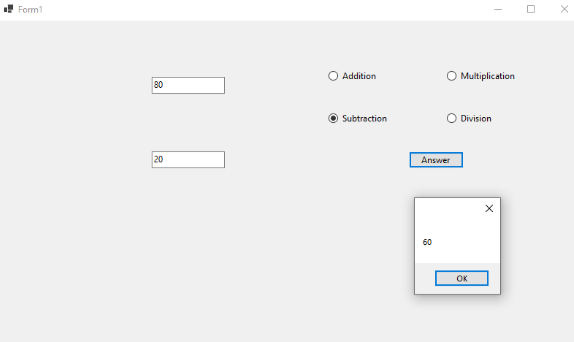 Form1
80
Addition
Multiplication
Subtraction
Division
20
Answer
60
OK